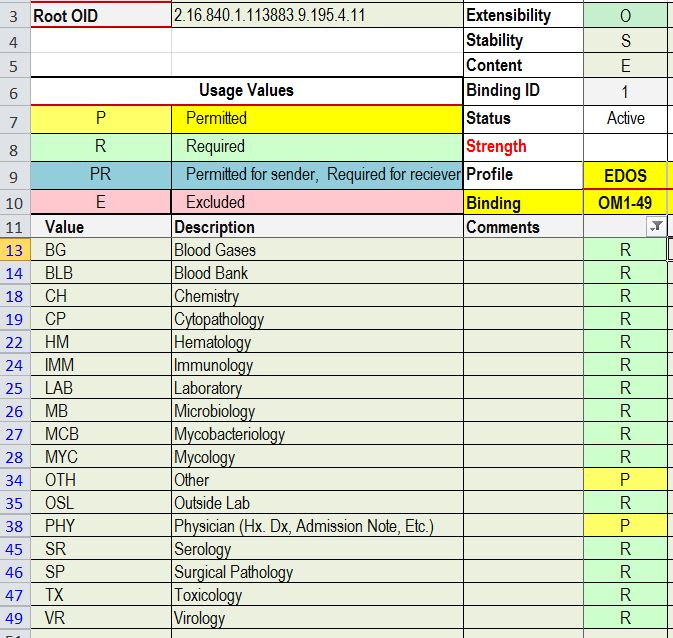 3 Root OID 2.16.840.1.113883.9.195.4.11 Extensibility O
4 Stability S
5 Content E
6 Usage Values Binding ID 1
7 P Permitted Status Active
8 R Required Strength
9 PR Permitted for sender, Required for reciever Profile EDOS
10 E Excluded Binding OM1-49
11 Value Description Comments
13 BG Blood Gases R
14 BLB Blood Bank R
18 CH Chemistry R
19 CP Cytopathology R
22 HM Hematology R
24 IMM Immunology R
25 LAB Laboratory R
26 MB Microbiology R
27 MCB Mycobacteriology R
28 MYC Mycology R
34 OTH Other P
35 OSL Outside Lab R
38 PHY Physician (Hx. Dx, Admission Note, Etc.) P
45 SR Serology R
46 SP Surgical Pathology R
47 TX Toxicology R
49 VR Virology R